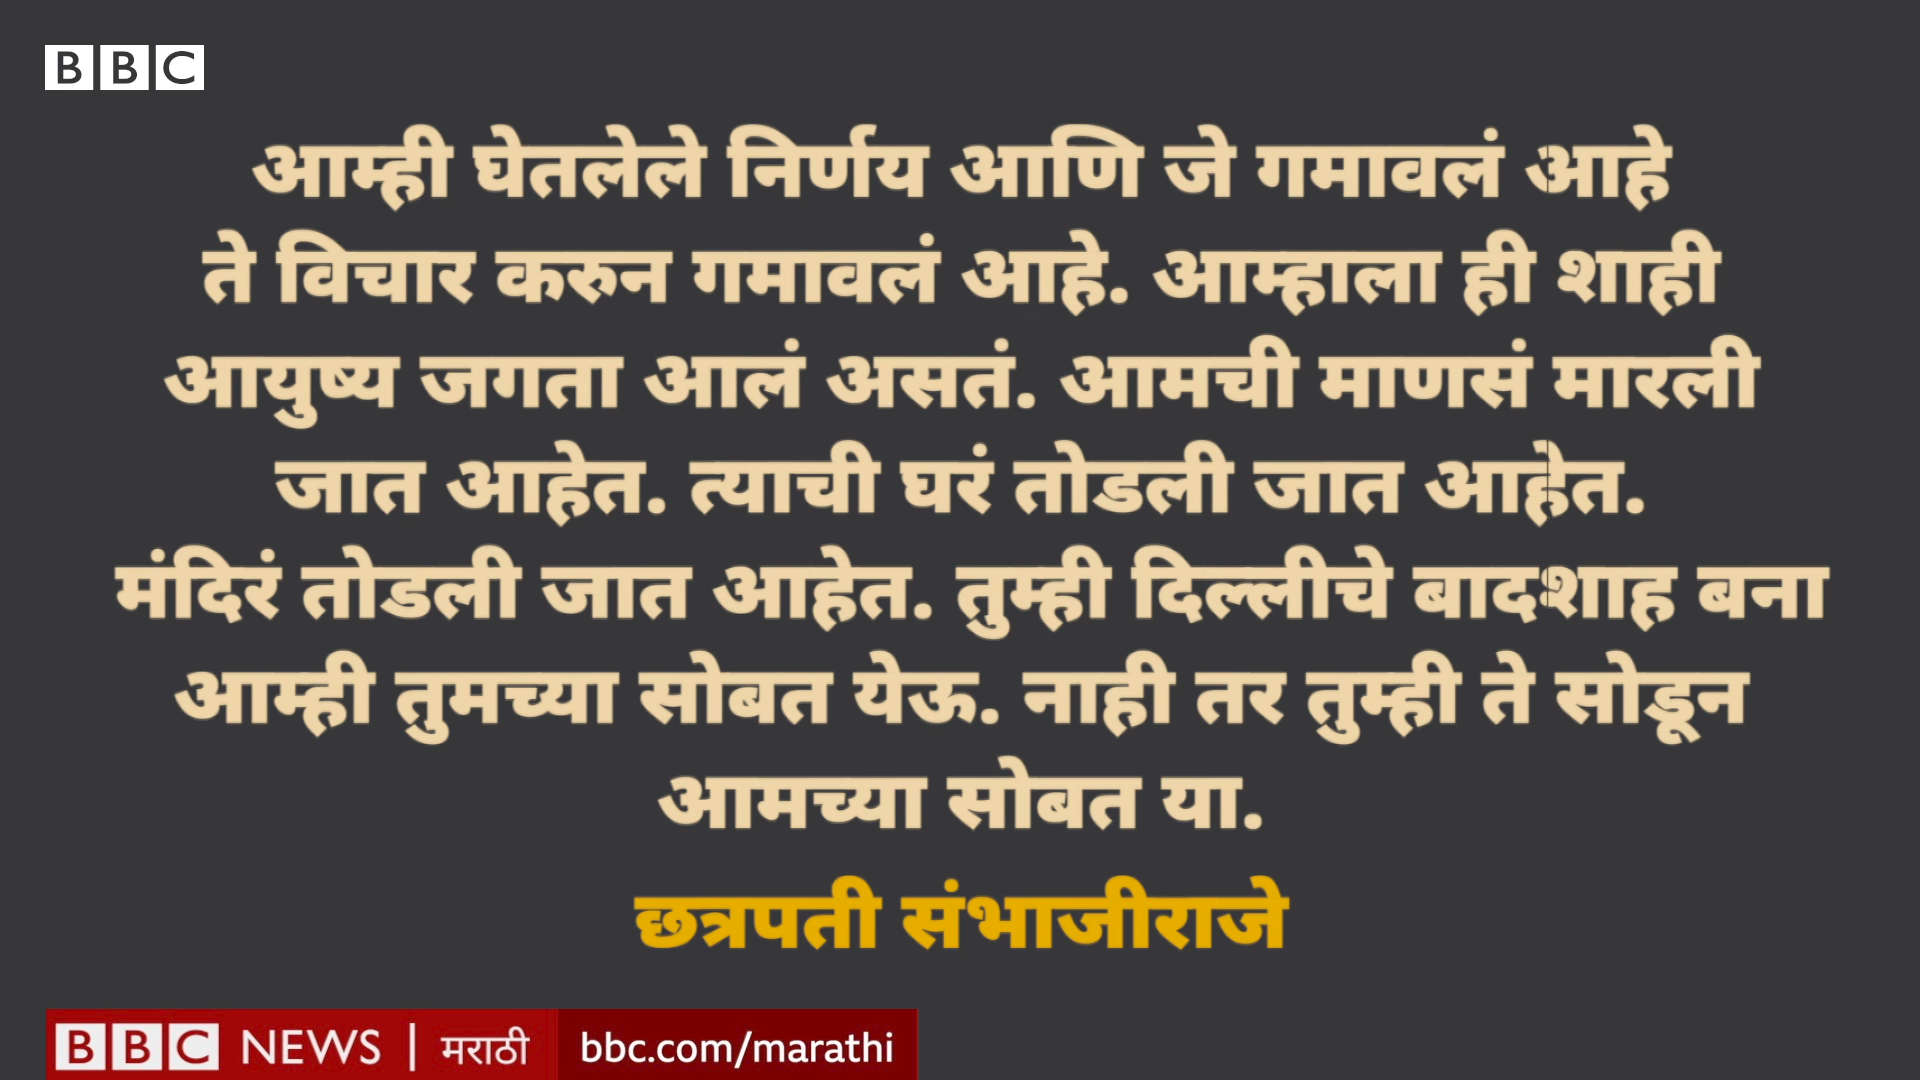 BBC
आम्ही घेतलेले निर्णय आणि जे गमावलं आहे
ते विचार करुन गमावलं आहे. आम्हाला ही शाही
आयुष्य जगता आलं असतं. आमची माणसं मारली
जात आहेत. त्याची घरं तोडली जात आहेत.
मंदिरं तोडली जात आहेत. तुम्ही दिल्लीचे बादशाह बना
आम्ही तुमच्या सोबत येऊ. नाही तर तुम्ही ते सोडून
आमच्या सोबत या.
छत्रपती संभाजीराजे
BBC NEWS | मराठी bbc.com/marathi